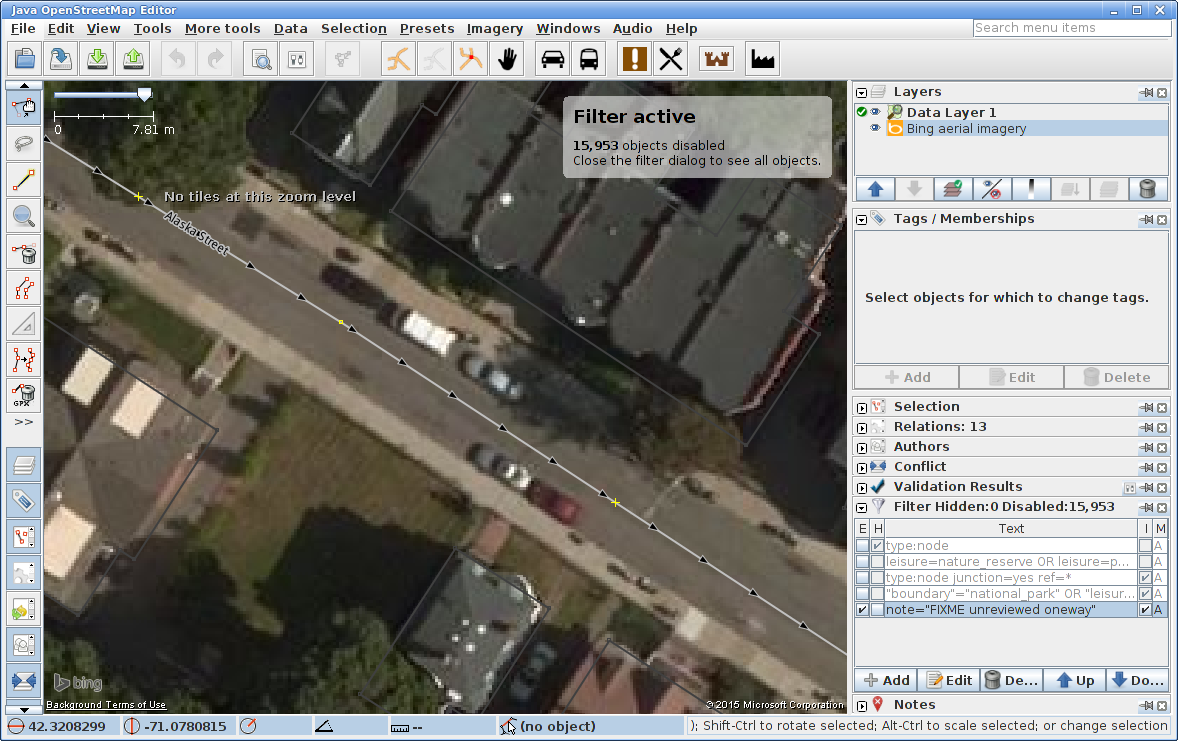 Java OpenStreetMap Editor
File Edit View Tools More tools Data Selection Presets Imagery Windows Audio Help
Search menu items
0 7.81 m
No tiles at this zoom level
Alaska Street
Filter active
15,953 objects disabled
Close the filter dialog to see all objects.
bing
Background Terms of Use
© 2015 Microsoft Corporation
GPX
>>
Layers
Data Layer 1
Bing aerial imagery
Tags / Memberships
Select objects for which to change tags.
Add Edit Delete
Selection
Relations: 13
Authors
Conflict
Validation Results
Filter Hidden:0 Disabled:15,953
E H Text I M
type:node A
leisure=nature_reserve OR leisure=p... A
type:node junction=yes ref=* A
"boundary"="national_park" OR "leisur... A
note="FIXME unreviewed oneway" A
Add Edit De... Up Do...
Notes
42.3208299 -71.0780815 -- (no object) ); Shift-Ctrl to rotate selected; Alt-Ctrl to scale selected; or change selection